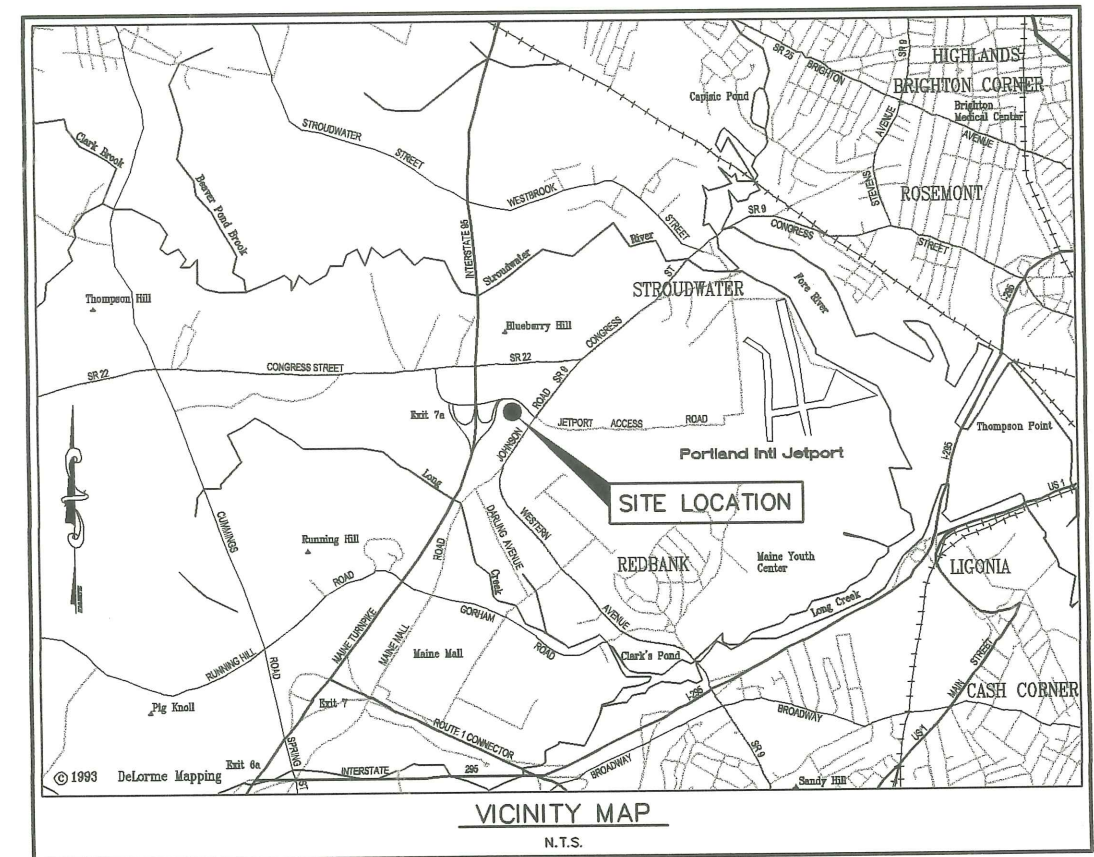 SR 25 BRIGHTON
SR 9
HIGHLANDS
BRIGHTON CORNER
Capisic Pond
Brighton
Medical Center
AVENUE
STEVENS AVENUE
ROSEMONT
Clark Brook
Beaver Pond Brook
STROUDWATER
STREET
INTERSTATE 95
WESTBROOK
STREET
SR 9
CONGRESS
STREET
Stroudwater
River
Fore River
I-295
Thompson Hill
STROUDWATER
Blueberry Hill
SR 22
CONGRESS STREET
SR 22
CONGRESS
ST
Exit 7a
JOHNSON
ROAD
SR 9
JETPORT ACCESS ROAD
Portland Intl Jetport
Thompson Point
I-295
US 1
SITE LOCATION
Long
Creek
DARLING AVENUE
WESTERN
AVENUE
CUMMINGS
ROAD
Running Hill
REDBANK
Maine Youth
Center
LIGONIA
Long Creek
ROAD
GORHAM
ROAD
MAINE TURNPIKE
MAINE MALL
ROAD
Maine Mall
Clark's Pond
RUNNING HILL
MAIN STREET
CASH CORNER
US 1
Pig Knoll
Exit 7
ROUTE 1 CONNECTOR
I-295
BROADWAY
SR 9
SPRING
ST
© 1993 DeLorme Mapping
Exit 6a
INTERSTATE 295
BROADWAY
Sandy Hill
VICINITY MAP
N.T.S.